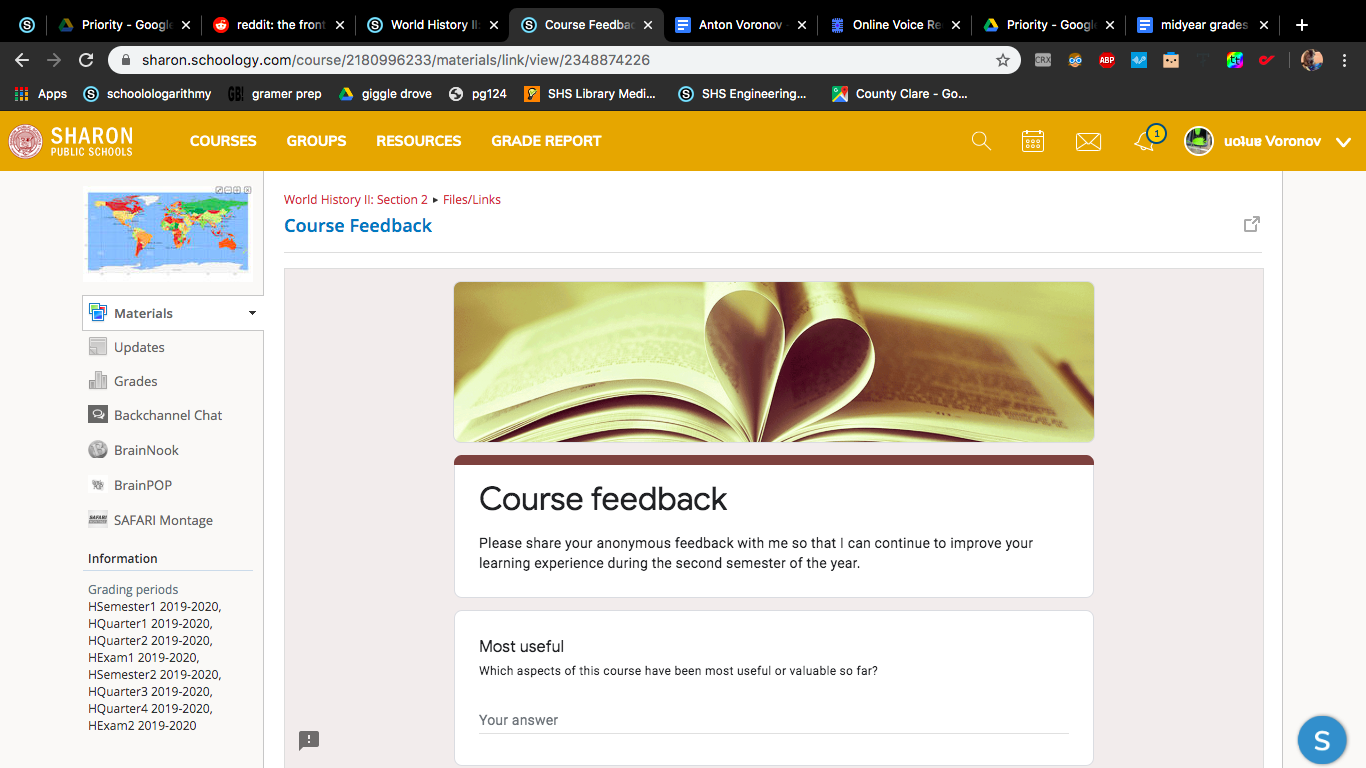 Priority - Google
reddit: the front
World History II:
Course Feedbac
Anton Voronov -
Online Voice Re
Priority - Google
midyear grades
sharon.schoology.com/course/2180996233/materials/link/view/2348874226
CRX
ABP
Apps
schoolologarithmy
GB!
gramer prep
giggle drove
pg124
SHS Library Medi...
SHS Engineering...
County Clare - Go...
SHARON
PUBLIC SCHOOLS
COURSES
GROUPS
RESOURCES
GRADE REPORT
1
uoʇuɐ Voronov
World History II: Section 2 ▸ Files/Links
Course Feedback
Materials
Updates
Grades
Backchannel Chat
BrainNook
BrainPOP
SAFARI Montage
Information
Grading periods
HSemester1 2019-2020,
HQuarter1 2019-2020,
HQuarter2 2019-2020,
HExam1 2019-2020,
HSemester2 2019-2020,
HQuarter3 2019-2020,
HQuarter4 2019-2020,
HExam2 2019-2020
Course feedback
Please share your anonymous feedback with me so that I can continue to improve your
learning experience during the second semester of the year.
Most useful
Which aspects of this course have been most useful or valuable so far?
Your answer
S